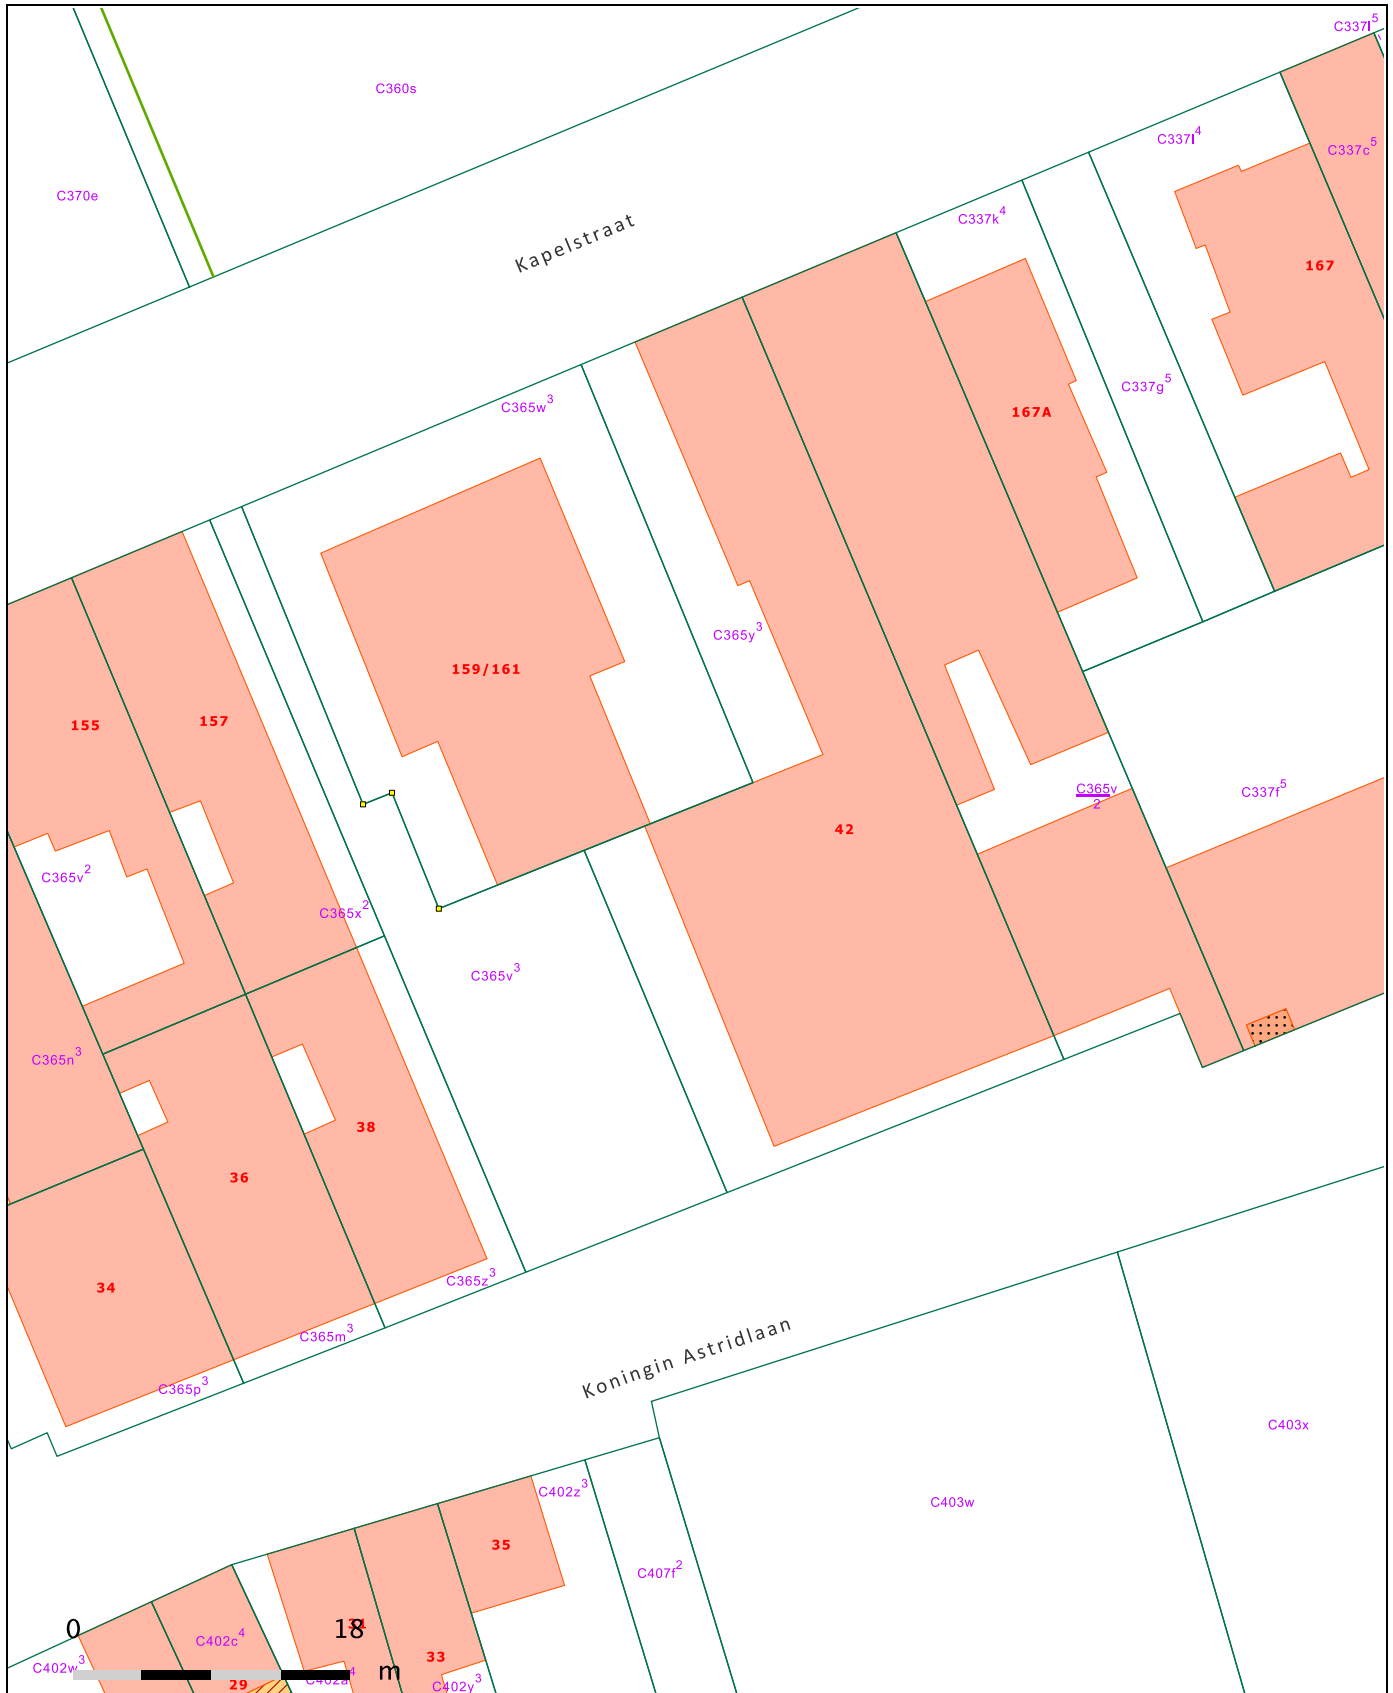 C337l⁵
C360s
C337l⁴
C337c⁵
C370e
C337k⁴
Kapelstraat
167
C337g⁵
C365w³
167A
C365y³
159/161
155
157
C365v
2
C337f⁵
42
C365v²
C365x²
C365v³
C365n³
38
36
C365z³
34
C365m³
Koningin Astridlaan
C365p³
C403x
C402z³
C403w
35
C407f²
0
18
31
C402c⁴
33
C402w³
m
C402a⁴
29
C402y³